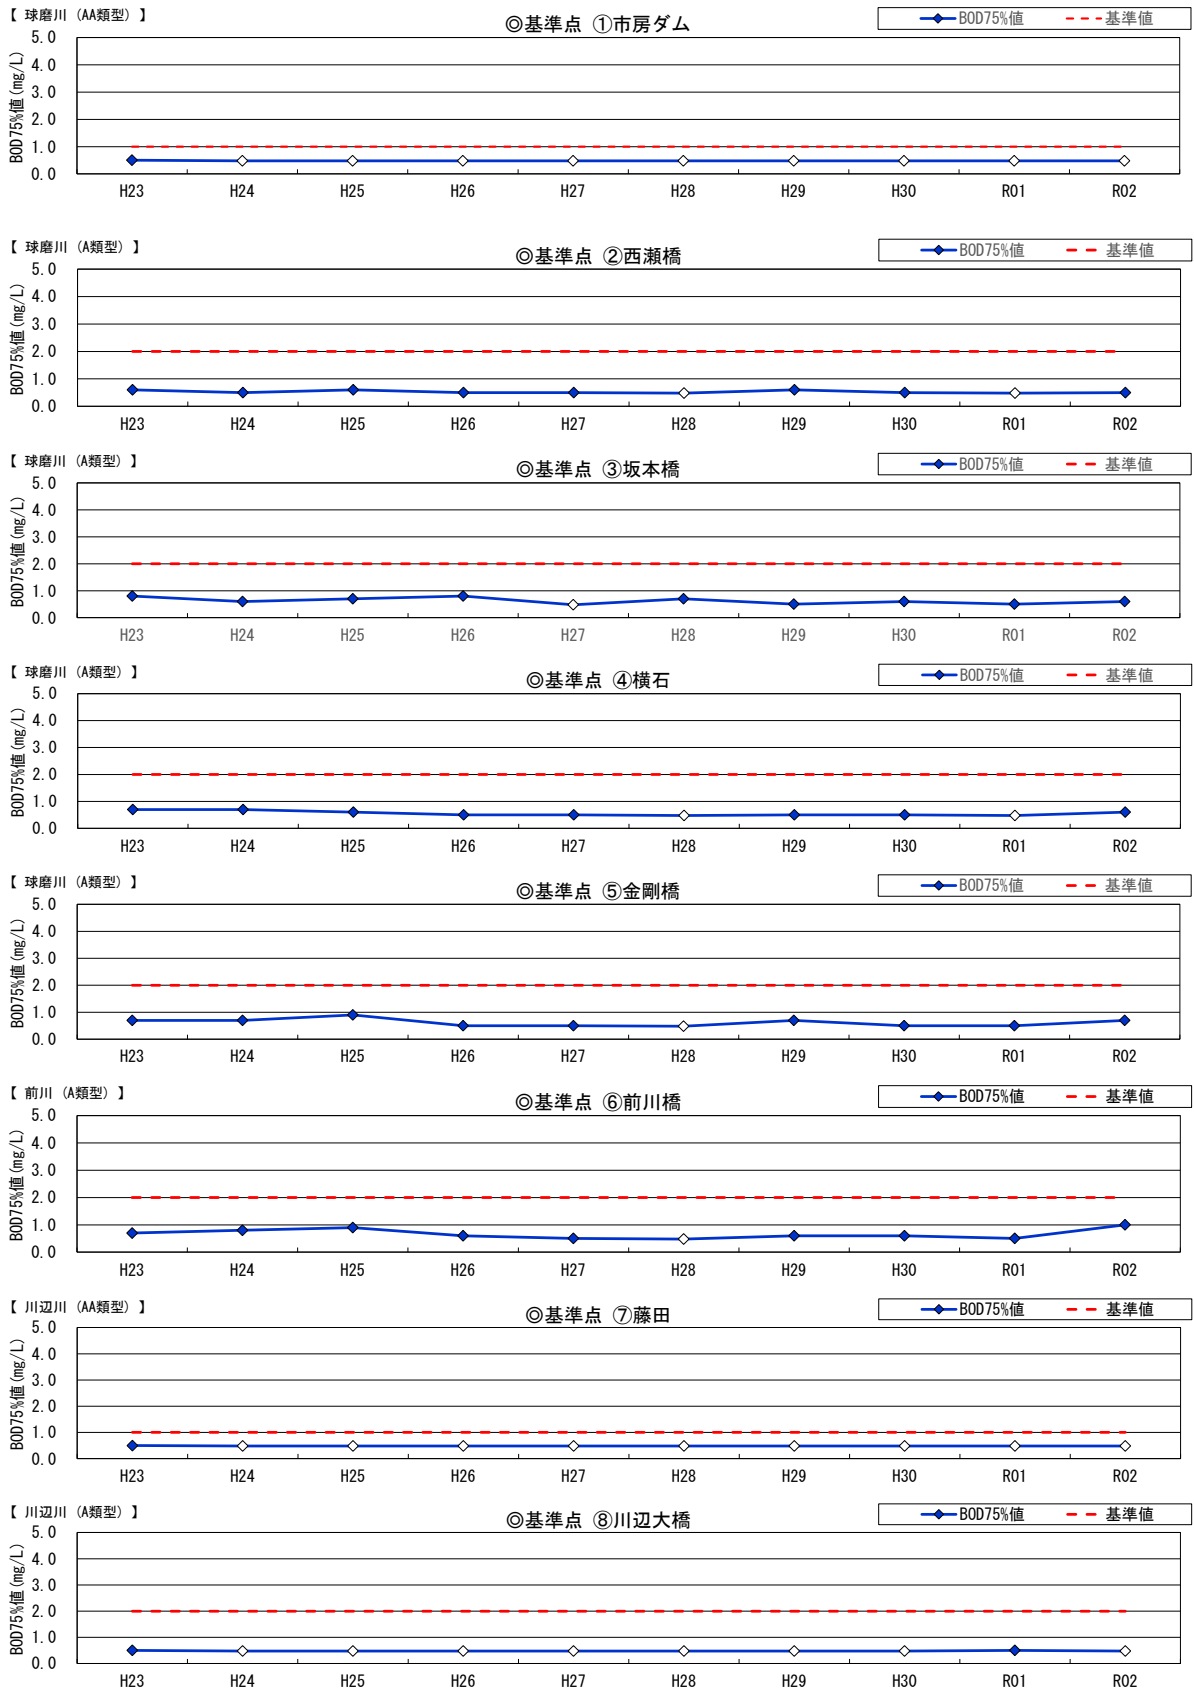 【 球磨川 (AA類型) 】
◎基準点 ①市房ダム
BOD75%値 基準値
BOD75%値(mg/L)
5.0
4.0
3.0
2.0
1.0
0.0
H23 H24 H25 H26 H27 H28 H29 H30 R01 R02
【 球磨川 (A類型) 】
◎基準点 ②西瀬橋
BOD75%値 基準値
BOD75%値(mg/L)
5.0
4.0
3.0
2.0
1.0
0.0
H23 H24 H25 H26 H27 H28 H29 H30 R01 R02
【 球磨川 (A類型) 】
◎基準点 ③坂本橋
BOD75%値 基準値
BOD75%値(mg/L)
5.0
4.0
3.0
2.0
1.0
0.0
H23 H24 H25 H26 H27 H28 H29 H30 R01 R02
【 球磨川 (A類型) 】
◎基準点 ④横石
BOD75%値 基準値
BOD75%値(mg/L)
5.0
4.0
3.0
2.0
1.0
0.0
H23 H24 H25 H26 H27 H28 H29 H30 R01 R02
【 球磨川 (A類型) 】
◎基準点 ⑤金剛橋
BOD75%値 基準値
BOD75%値(mg/L)
5.0
4.0
3.0
2.0
1.0
0.0
H23 H24 H25 H26 H27 H28 H29 H30 R01 R02
【 前川 (A類型) 】
◎基準点 ⑥前川橋
BOD75%値 基準値
BOD75%値(mg/L)
5.0
4.0
3.0
2.0
1.0
0.0
H23 H24 H25 H26 H27 H28 H29 H30 R01 R02
【 川辺川 (AA類型) 】
◎基準点 ⑦藤田
BOD75%値 基準値
BOD75%値(mg/L)
5.0
4.0
3.0
2.0
1.0
0.0
H23 H24 H25 H26 H27 H28 H29 H30 R01 R02
【 川辺川 (A類型) 】
◎基準点 ⑧川辺大橋
BOD75%値 基準値
BOD75%値(mg/L)
5.0
4.0
3.0
2.0
1.0
0.0
H23 H24 H25 H26 H27 H28 H29 H30 R01 R02